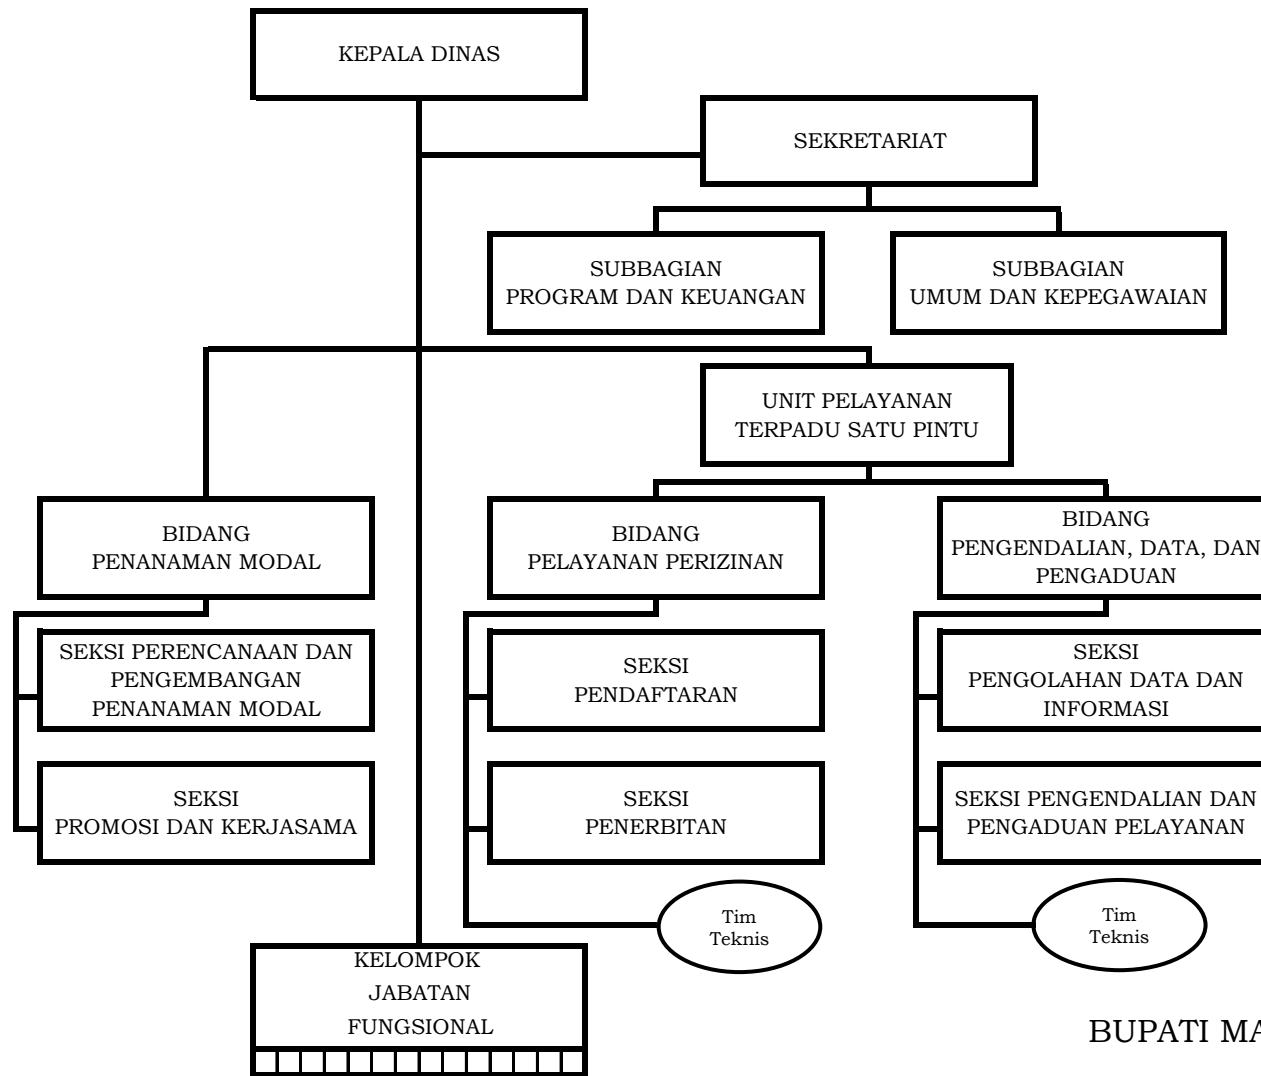 KEPALA DINAS
SEKRETARIAT
SUBBAGIAN
PROGRAM DAN KEUANGAN
SUBBAGIAN
UMUM DAN KEPEGAWAIAN
UNIT PELAYANAN
TERPADU SATU PINTU
BIDANG
PENANAMAN MODAL
BIDANG
PELAYANAN PERIZINAN
BIDANG
PENGENDALIAN, DATA, DAN
PENGADUAN
SEKSI PERENCANAAN DAN
PENGEMBANGAN
PENANAMAN MODAL
SEKSI
PENDAFTARAN
SEKSI
PENGOLAHAN DATA DAN
INFORMASI
SEKSI
PROMOSI DAN KERJASAMA
SEKSI
PENERBITAN
SEKSI PENGENDALIAN DAN
PENGADUAN PELAYANAN
Tim
Teknis
Tim
Teknis
KELOMPOK
JABATAN
FUNGSIONAL
BUPATI MA